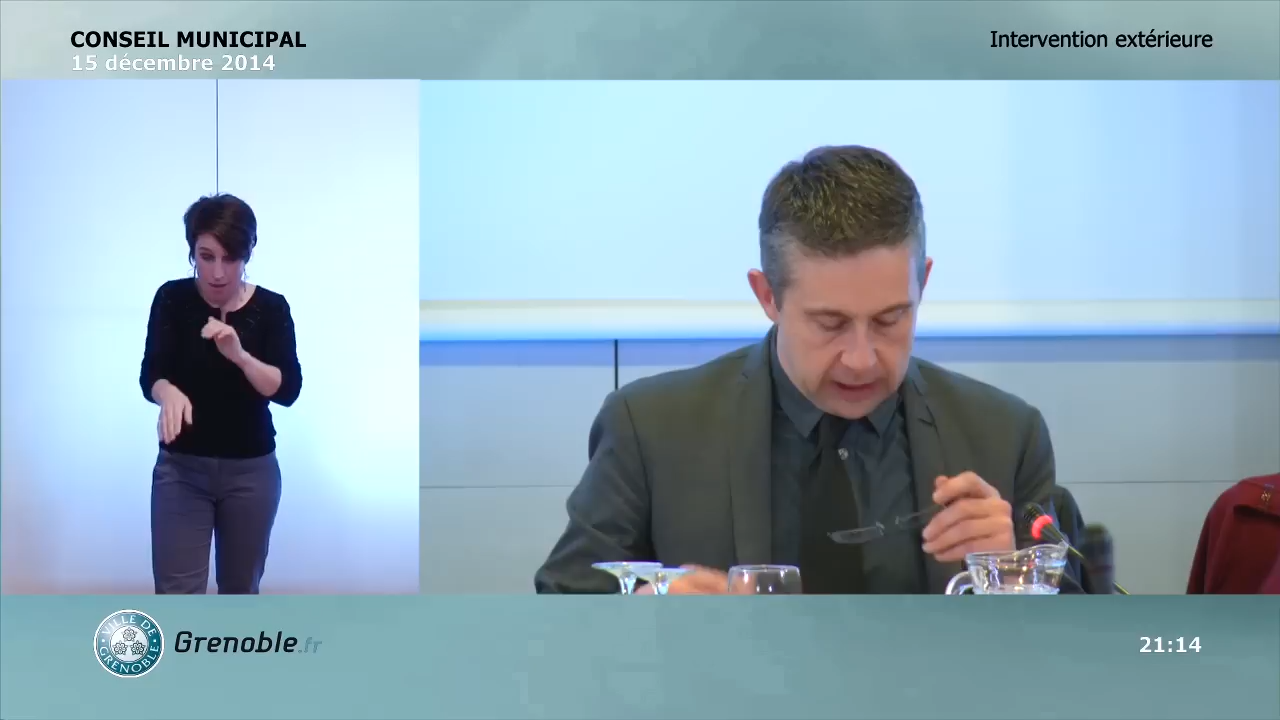 CONSEIL MUNICIPAL
15 décembre 2014
Intervention extérieure
VILLE DE
GRENOBLE
Grenoble.fr
21:14